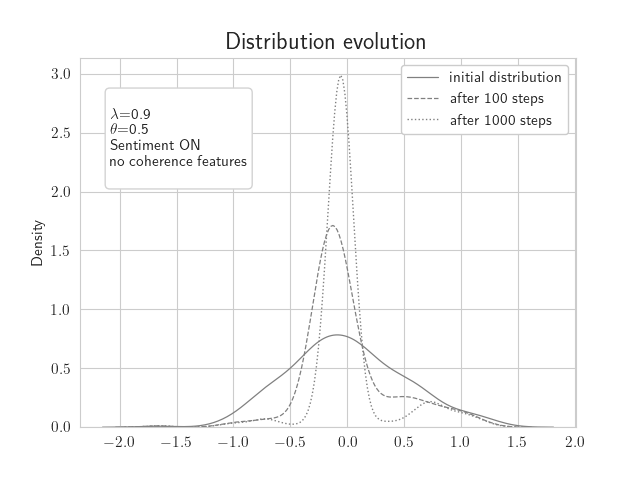 Distribution evolution
3.0
2.5
2.0
1.5
1.0
0.5
0.0
Density
λ=0.9
θ=0.5
Sentiment ON
no coherence features
initial distribution
after 100 steps
after 1000 steps
−2.0 −1.5 −1.0 −0.5 0.0 0.5 1.0 1.5 2.0